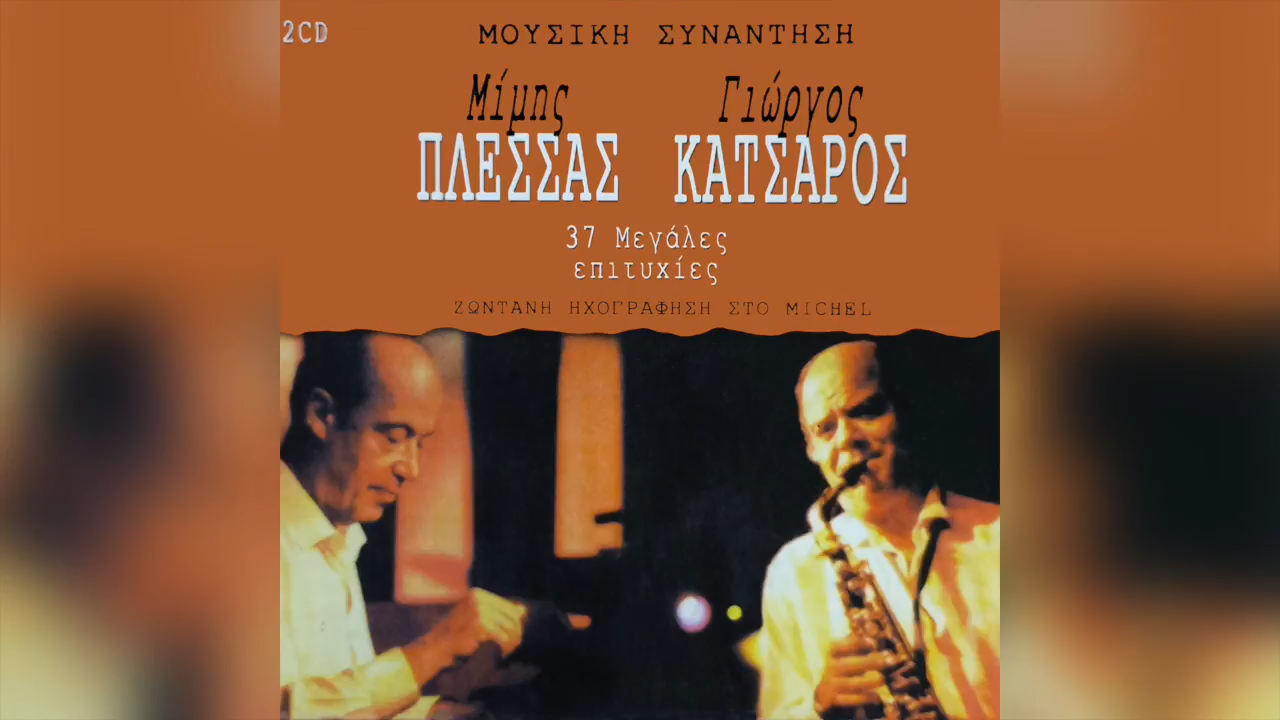 2CD
ΜΟΥΣΙΚΗ ΣΥΝΑΝΤΗΣΗ
Μίμης Γιώργος
ΠΛΕΣΣΑΣ ΚΑΤΣΑΡΟΣ
37 Μεγάλες
επιτυχίες
ΖΩΝΤΑΝΗ ΗΧΟΓΡΑΦΗΣΗ ΣΤΟ MICHEL